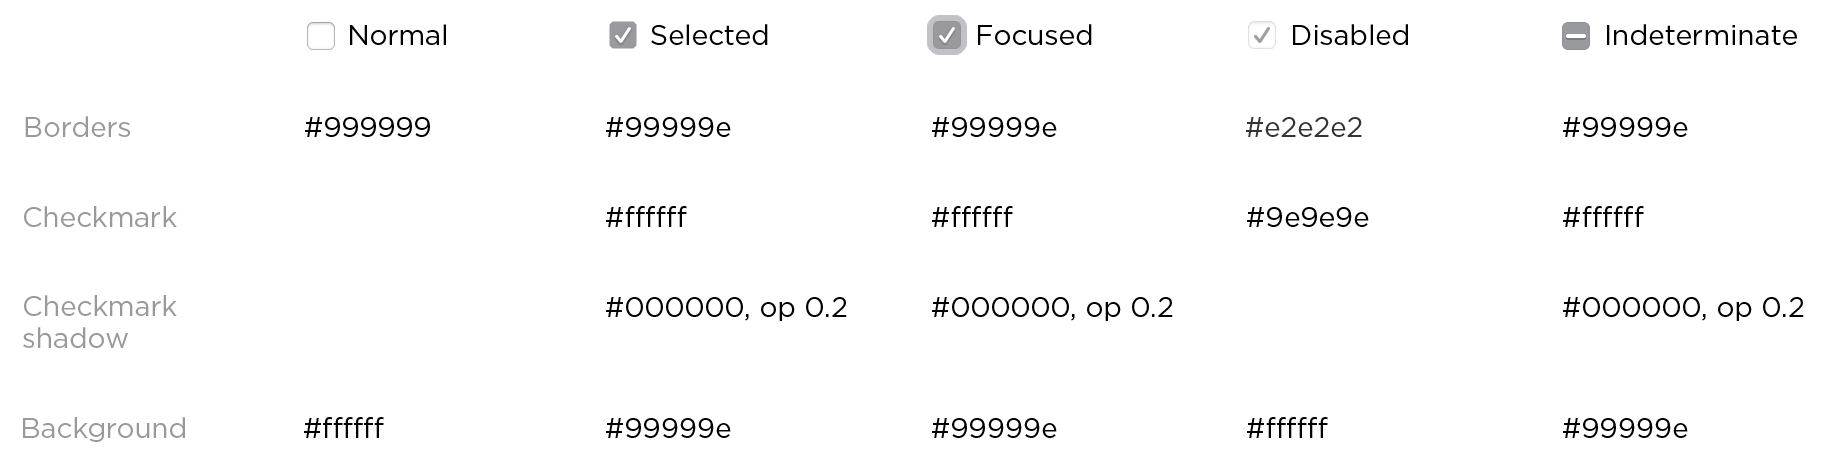 Normal Selected Focused Disabled Indeterminate
Borders #999999 #99999e #99999e #e2e2e2 #99999e
Checkmark #ffffff #ffffff #9e9e9e #ffffff
Checkmark #000000, op 0.2 #000000, op 0.2 #000000, op 0.2
shadow
Background #ffffff #99999e #99999e #ffffff #99999e